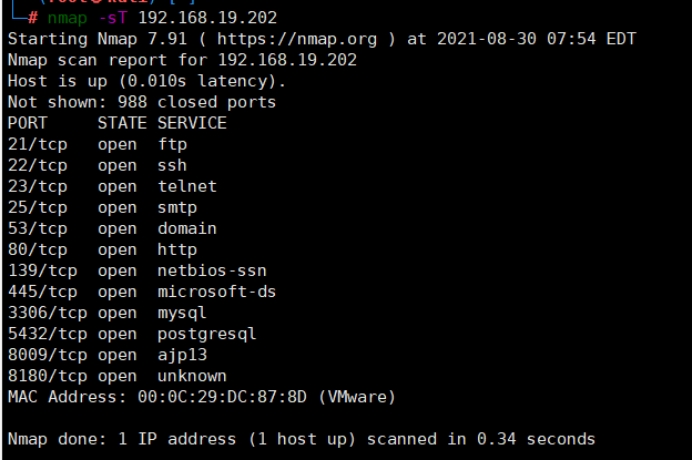 └─# nmap -sT 192.168.19.202
Starting Nmap 7.91 ( https://nmap.org ) at 2021-08-30 07:54 EDT
Nmap scan report for 192.168.19.202
Host is up (0.010s latency).
Not shown: 988 closed ports
PORT     STATE SERVICE
21/tcp   open  ftp
22/tcp   open  ssh
23/tcp   open  telnet
25/tcp   open  smtp
53/tcp   open  domain
80/tcp   open  http
139/tcp  open  netbios-ssn
445/tcp  open  microsoft-ds
3306/tcp open  mysql
5432/tcp open  postgresql
8009/tcp open  ajp13
8180/tcp open  unknown
MAC Address: 00:0C:29:DC:87:8D (VMware)
Nmap done: 1 IP address (1 host up) scanned in 0.34 seconds